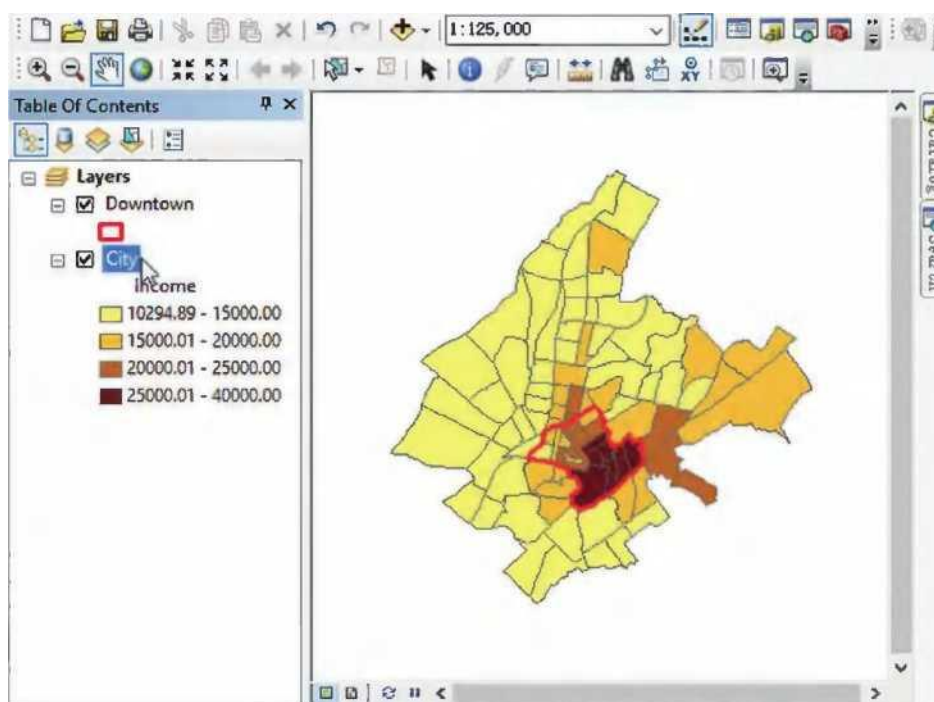 1:125,000
Table Of Contents
Layers
Downtown
City
Income
10294.89 - 15000.00
15000.01 - 20000.00
20000.01 - 25000.00
25000.01 - 40000.00